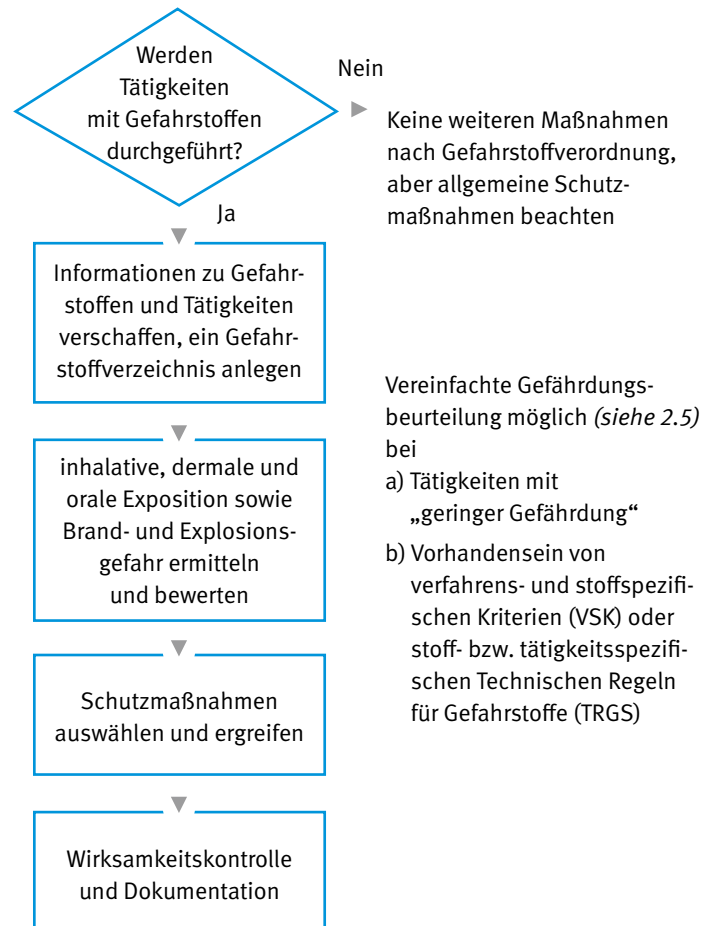 Werden
Tätigkeiten
mit Gefahrstoffen
durchgeführt?
Nein
Keine weiteren Maßnahmen
nach Gefahrstoffverordnung,
aber allgemeine Schutz-
maßnahmen beachten
Ja
Informationen zu Gefahr-
stoffen und Tätigkeiten
verschaffen, ein Gefahr-
stoffverzeichnis anlegen
inhalative, dermale und
orale Exposition sowie
Brand- und Explosions-
gefahr ermitteln
und bewerten
Vereinfachte Gefährdungs-
beurteilung möglich (siehe 2.5)
bei
a) Tätigkeiten mit
„geringer Gefährdung“
b) Vorhandensein von
verfahrens- und stoffspezifi-
schen Kriterien (VSK) oder
stoff- bzw. tätigkeitsspezifi-
schen Technischen Regeln
für Gefahrstoffe (TRGS)
Schutzmaßnahmen
auswählen und ergreifen
Wirksamkeitskontrolle
und Dokumentation